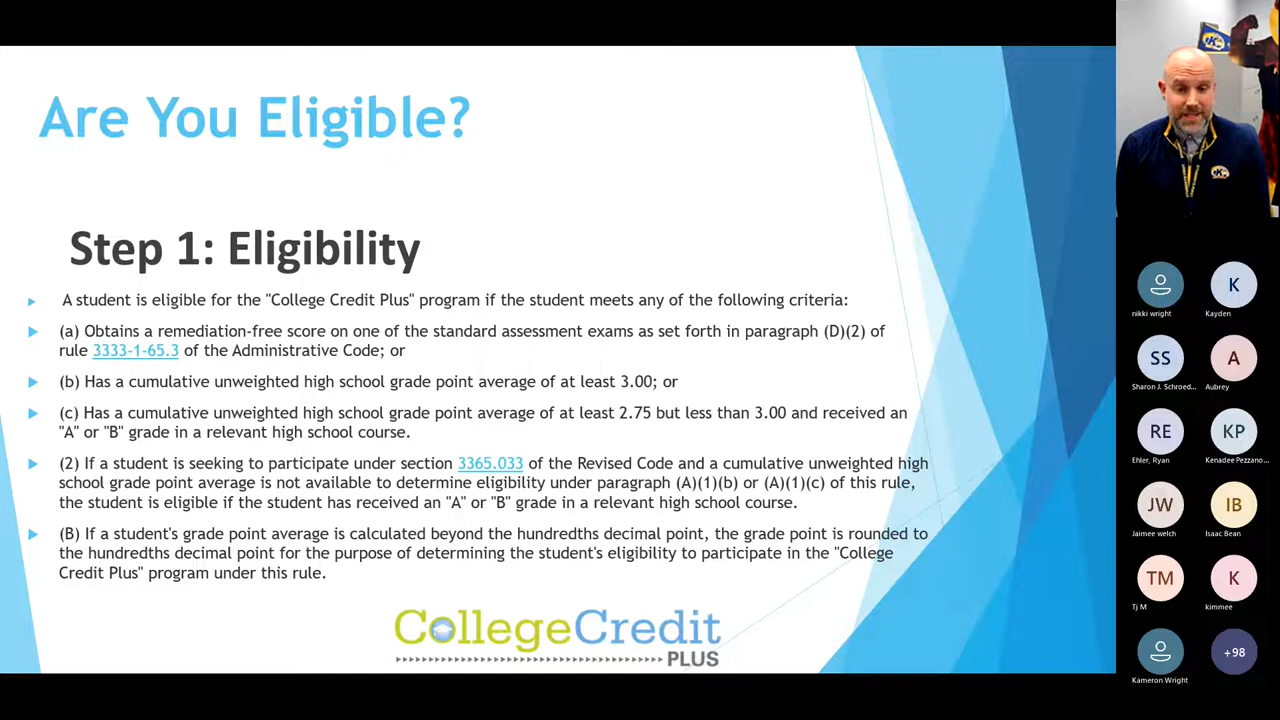 Are You Eligible?
Step 1: Eligibility
A student is eligible for the "College Credit Plus" program if the student meets any of the following criteria:
(a) Obtains a remediation-free score on one of the standard assessment exams as set forth in paragraph (D)(2) of
rule 3333-1-65.3 of the Administrative Code; or
(b) Has a cumulative unweighted high school grade point average of at least 3.00; or
(c) Has a cumulative unweighted high school grade point average of at least 2.75 but less than 3.00 and received an
"A" or "B" grade in a relevant high school course.
(2) If a student is seeking to participate under section 3365.033 of the Revised Code and a cumulative unweighted high
school grade point average is not available to determine eligibility under paragraph (A)(1)(b) or (A)(1)(c) of this rule,
the student is eligible if the student has received an "A" or "B" grade in a relevant high school course.
(B) If a student's grade point average is calculated beyond the hundredths decimal point, the grade point is rounded to
the hundredths decimal point for the purpose of determining the student's eligibility to participate in the "College
Credit Plus" program under this rule.
CollegeCredit
PLUS
K
nikki wright
Kayden
SS
A
Sharon J. Schroed...
Aubrey
RE
KP
Ehler, Ryan
Kenadee Pezzano...
JW
IB
Jaimee welch
Isaac Bean
TM
K
Tj M
kimmee
+98
Kameron Wright